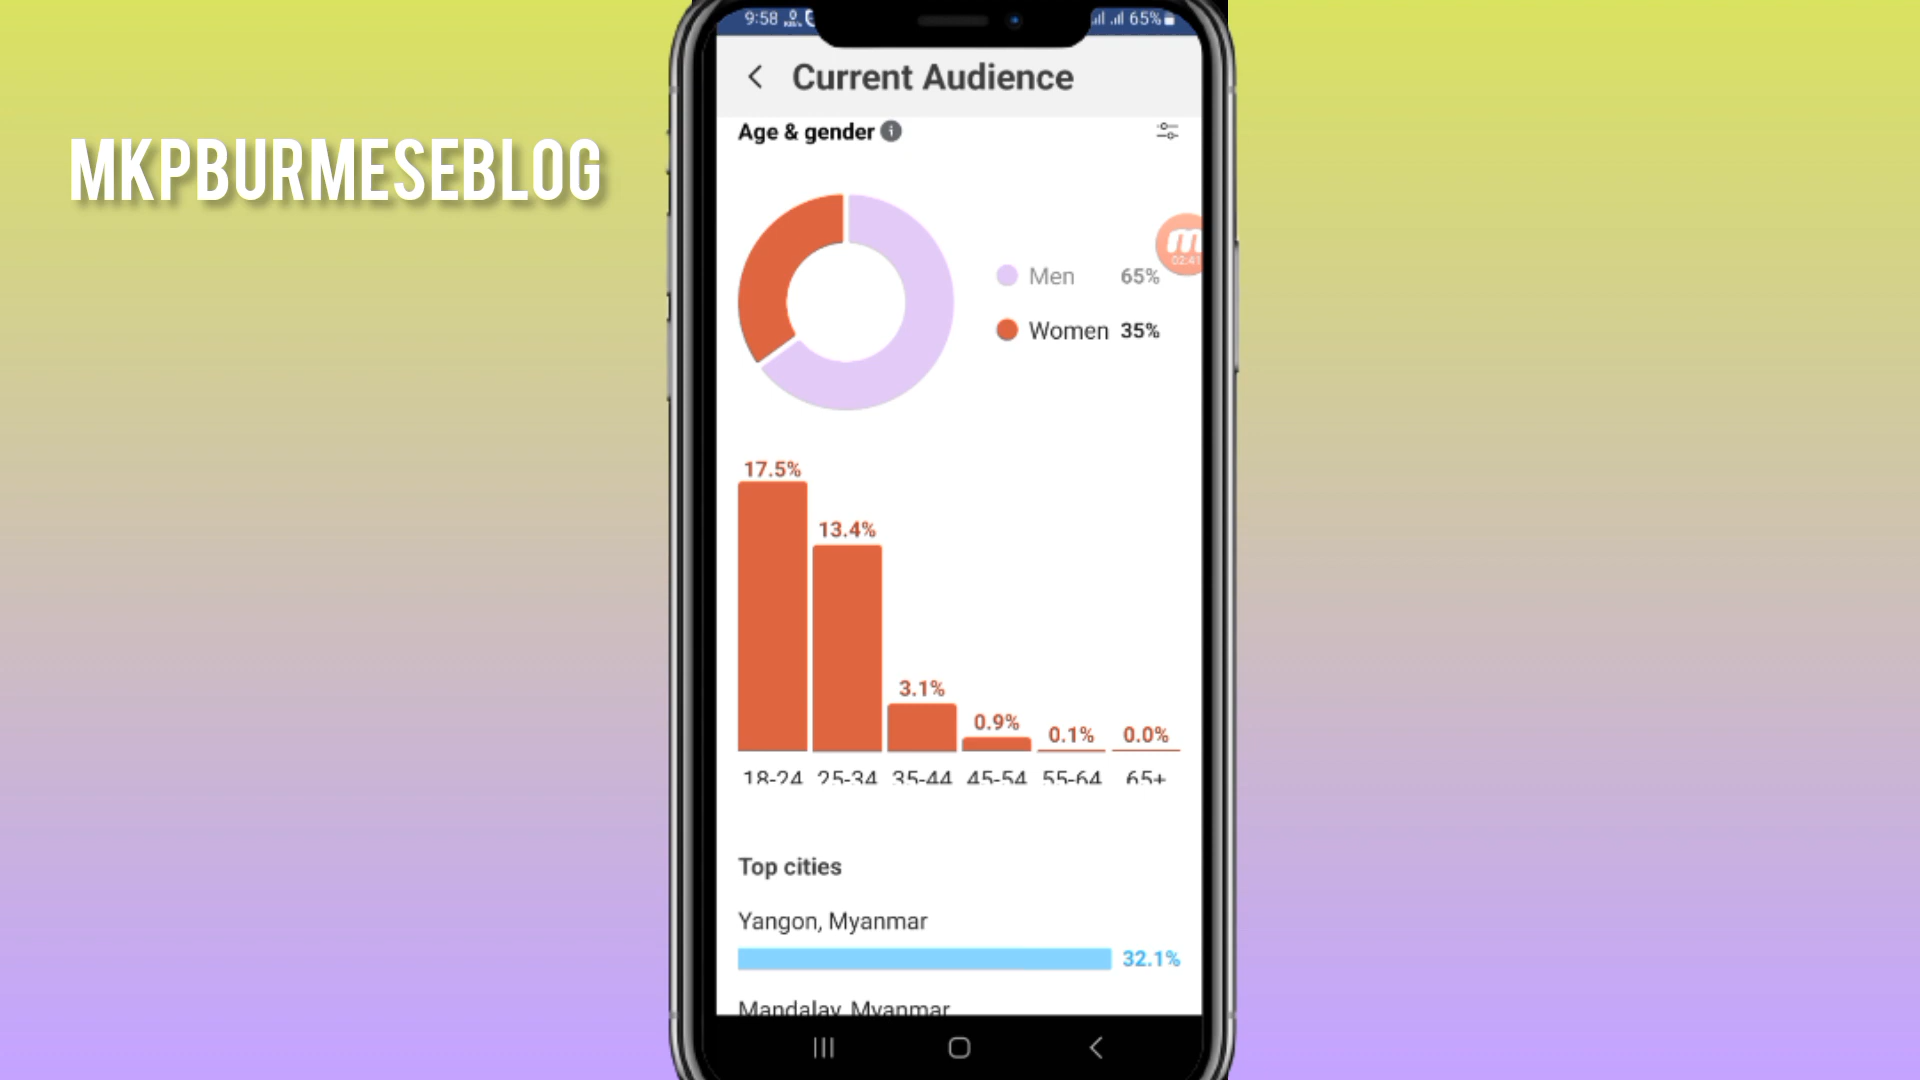 9:58
65%
Current Audience
MKPBURMESEBLOG
Age & gender
02:41
Men 65%
Women 35%
17.5%
13.4%
3.1%
0.9%
0.1%
0.0%
18-24 25-34 35-44 45-54 55-64 65+
Top cities
Yangon, Myanmar
32.1%
Mandalay, Myanmar